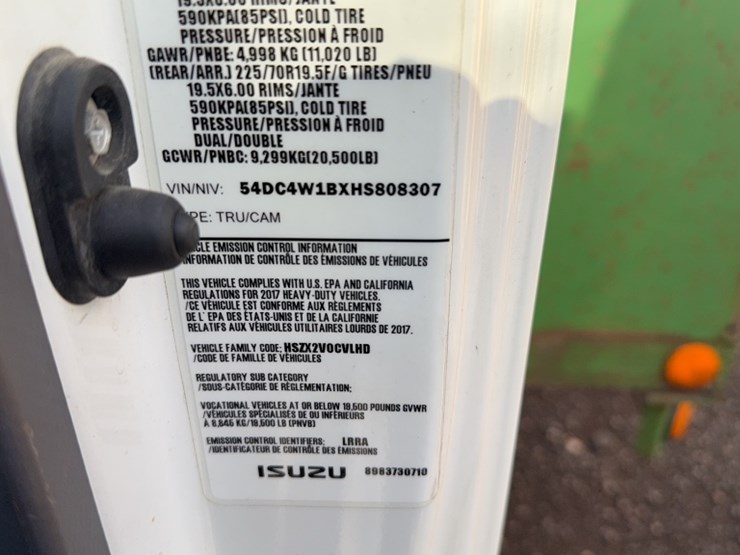 19.5X6.00 RIMS/JANTE
590KPA(85PSI), COLD TIRE
PRESSURE/PRESSION À FROID
GAWR/PNBE: 4,998 KG (11,020 LB)
(REAR/ARR.) 225/70R19.5F/G TIRES/PNEU
19.5X6.00 RIMS/JANTE
590KPA(85PSI), COLD TIRE
PRESSURE/PRESSION À FROID
DUAL/DOUBLE
GCWR/PNBC: 9,299KG(20,500LB)
VIN/NIV: 54DC4W1BXHS808307
PE: TRU/CAM
CLE EMISSION CONTROL INFORMATION
NFORMATION DE CONTRÔLE DES ÉMISSIONS DE VÉHICULES
THIS VEHICLE COMPLIES WITH U.S. EPA AND CALIFORNIA
REGULATIONS FOR 2017 HEAVY-DUTY VEHICLES.
/CE VÉHICULE EST CONFORME AUX RÈGLEMENTS
DE L' EPA DES ÉTATS-UNIS ET DE LA CALIFORNIE
RELATIFS AUX VÉHICULES UTILITAIRES LOURDS DE 2017.
VEHICLE FAMILY CODE: HSZX2VOCVLHD
/CODE DE FAMILLE DE VÉHICULES
REGULATORY SUB CATEGORY
/SOUS-CATÉGORIE DE RÉGLEMENTATION:
VOCATIONAL VEHICLES AT OR BELOW 19,500 POUNDS GVWR
/VÉHICULES SPÉCIALISÉS DE OU INFÉRIEURS
À 8,845 KG/19,500 LB (PNVB)
EMISSION CONTROL IDENTIFIERS: LRRA
/IDENTIFICATEUR DE CONTRÔLE DES ÉMISSIONS
ISUZU 8983730710